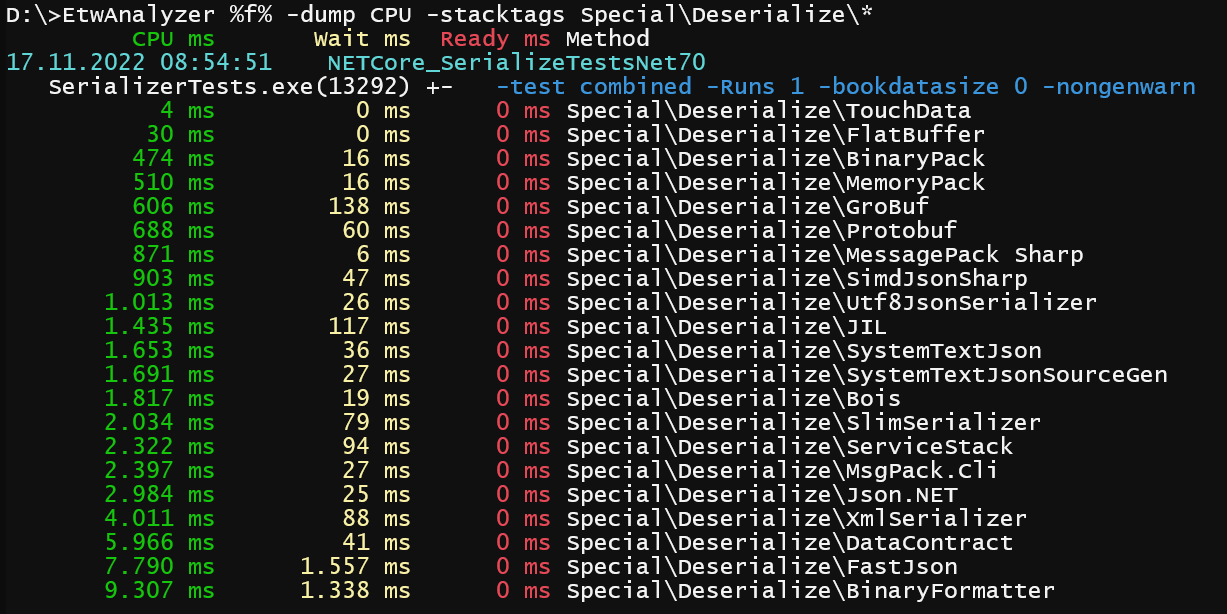 D:\>EtwAnalyzer %f% -dump CPU -stacktags Special\Deserialize\*
CPU ms Wait ms Ready ms Method
17.11.2022 08:54:51 NETCore_SerializeTestsNet70
SerializerTests.exe(13292) +- -test combined -Runs 1 -bookdatasize 0 -nongenwarn
4 ms 0 ms 0 ms Special\Deserialize\TouchData
30 ms 0 ms 0 ms Special\Deserialize\FlatBuffer
474 ms 16 ms 0 ms Special\Deserialize\BinaryPack
510 ms 16 ms 0 ms Special\Deserialize\MemoryPack
606 ms 138 ms 0 ms Special\Deserialize\GroBuf
688 ms 60 ms 0 ms Special\Deserialize\Protobuf
871 ms 6 ms 0 ms Special\Deserialize\MessagePack Sharp
903 ms 47 ms 0 ms Special\Deserialize\SimdJsonSharp
1.013 ms 26 ms 0 ms Special\Deserialize\Utf8JsonSerializer
1.435 ms 117 ms 0 ms Special\Deserialize\JIL
1.653 ms 36 ms 0 ms Special\Deserialize\SystemTextJson
1.691 ms 27 ms 0 ms Special\Deserialize\SystemTextJsonSourceGen
1.817 ms 19 ms 0 ms Special\Deserialize\Bois
2.034 ms 79 ms 0 ms Special\Deserialize\SlimSerializer
2.322 ms 94 ms 0 ms Special\Deserialize\ServiceStack
2.397 ms 27 ms 0 ms Special\Deserialize\MsgPack.Cli
2.984 ms 25 ms 0 ms Special\Deserialize\Json.NET
4.011 ms 88 ms 0 ms Special\Deserialize\XmlSerializer
5.966 ms 41 ms 0 ms Special\Deserialize\DataContract
7.790 ms 1.557 ms 0 ms Special\Deserialize\FastJson
9.307 ms 1.338 ms 0 ms Special\Deserialize\BinaryFormatter